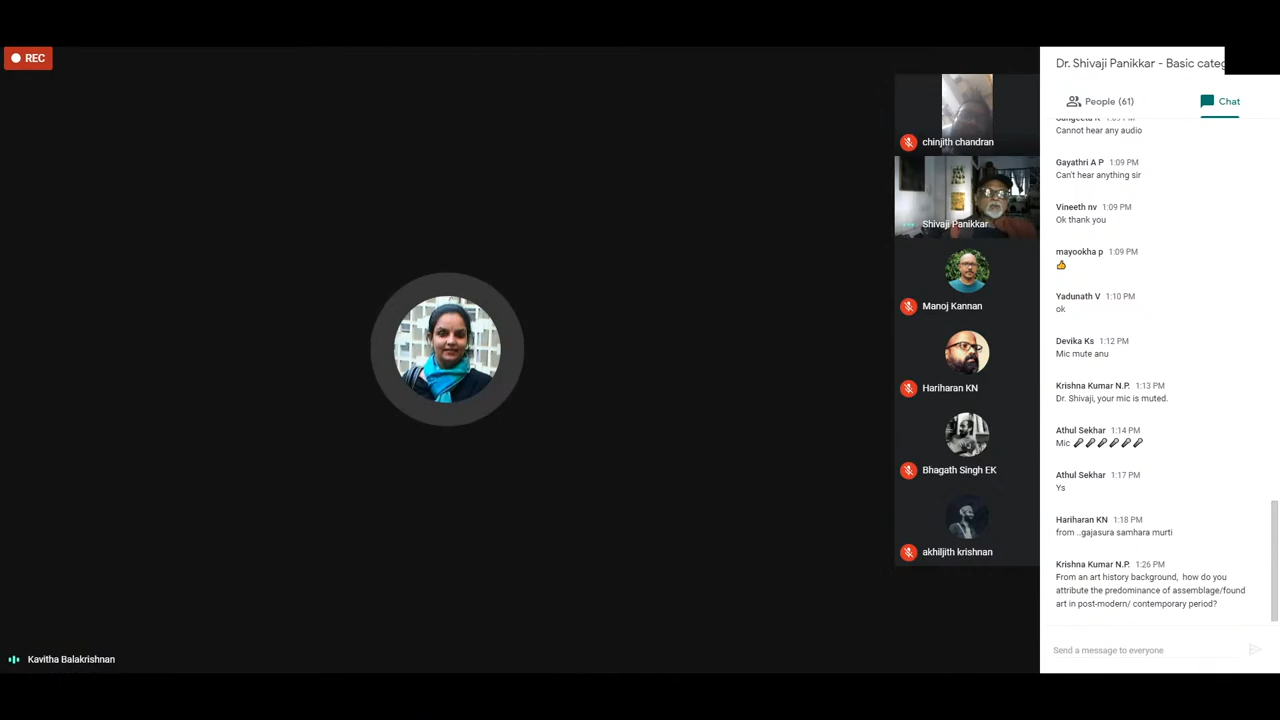 REC
Dr. Shivaji Panikkar - Basic categ
People (61)
Chat
chinjith chandran
Shivaji Panikkar
Manoj Kannan
Hariharan KN
Bhagath Singh EK
akhiljith krishnan
Kavitha Balakrishnan
Cannot hear any audio
Gayathri A P 1:09 PM
Can't hear anything sir
Vineeth nv 1:09 PM
Ok thank you
mayookha p 1:09 PM
👍
Yadunath V 1:10 PM
ok
Devika Ks 1:12 PM
Mic mute anu
Krishna Kumar N.P. 1:13 PM
Dr. Shivaji, your mic is muted.
Athul Sekhar 1:14 PM
Mic 🎤🎤🎤🎤🎤🎤
Athul Sekhar 1:17 PM
Ys
Hariharan KN 1:18 PM
from ..gajasura samhara murti
Krishna Kumar N.P. 1:26 PM
From an art history background, how do you
attribute the predominance of assemblage/found
art in post-modern/ contemporary period?
Send a message to everyone